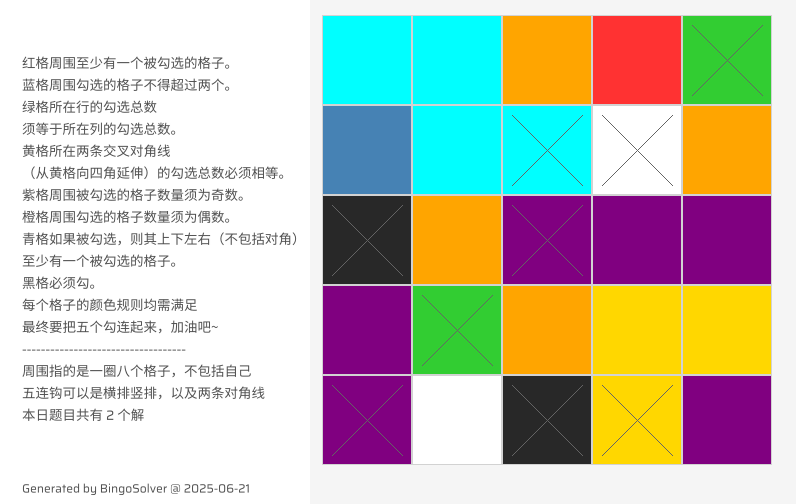 红格周围至少有一个被勾选的格子。
蓝格周围勾选的格子不得超过两个。
绿格所在行的勾选总数
须等于所在列的勾选总数。
黄格所在两条交叉对角线
（从黄格向四角延伸）的勾选总数必须相等。
紫格周围被勾选的格子数量须为奇数。
橙格周围勾选的格子数量须为偶数。
青格如果被勾选，则其上下左右（不包括对角）
至少有一个被勾选的格子。
黑格必须勾。
每个格子的颜色规则均需满足
最终要把五个勾连起来，加油吧~
-----------------------------------
周围指的是一圈八个格子，不包括自己
五连钩可以是横排竖排，以及两条对角线
本日题目共有 2 个解
Generated by BingoSolver @ 2025-06-21